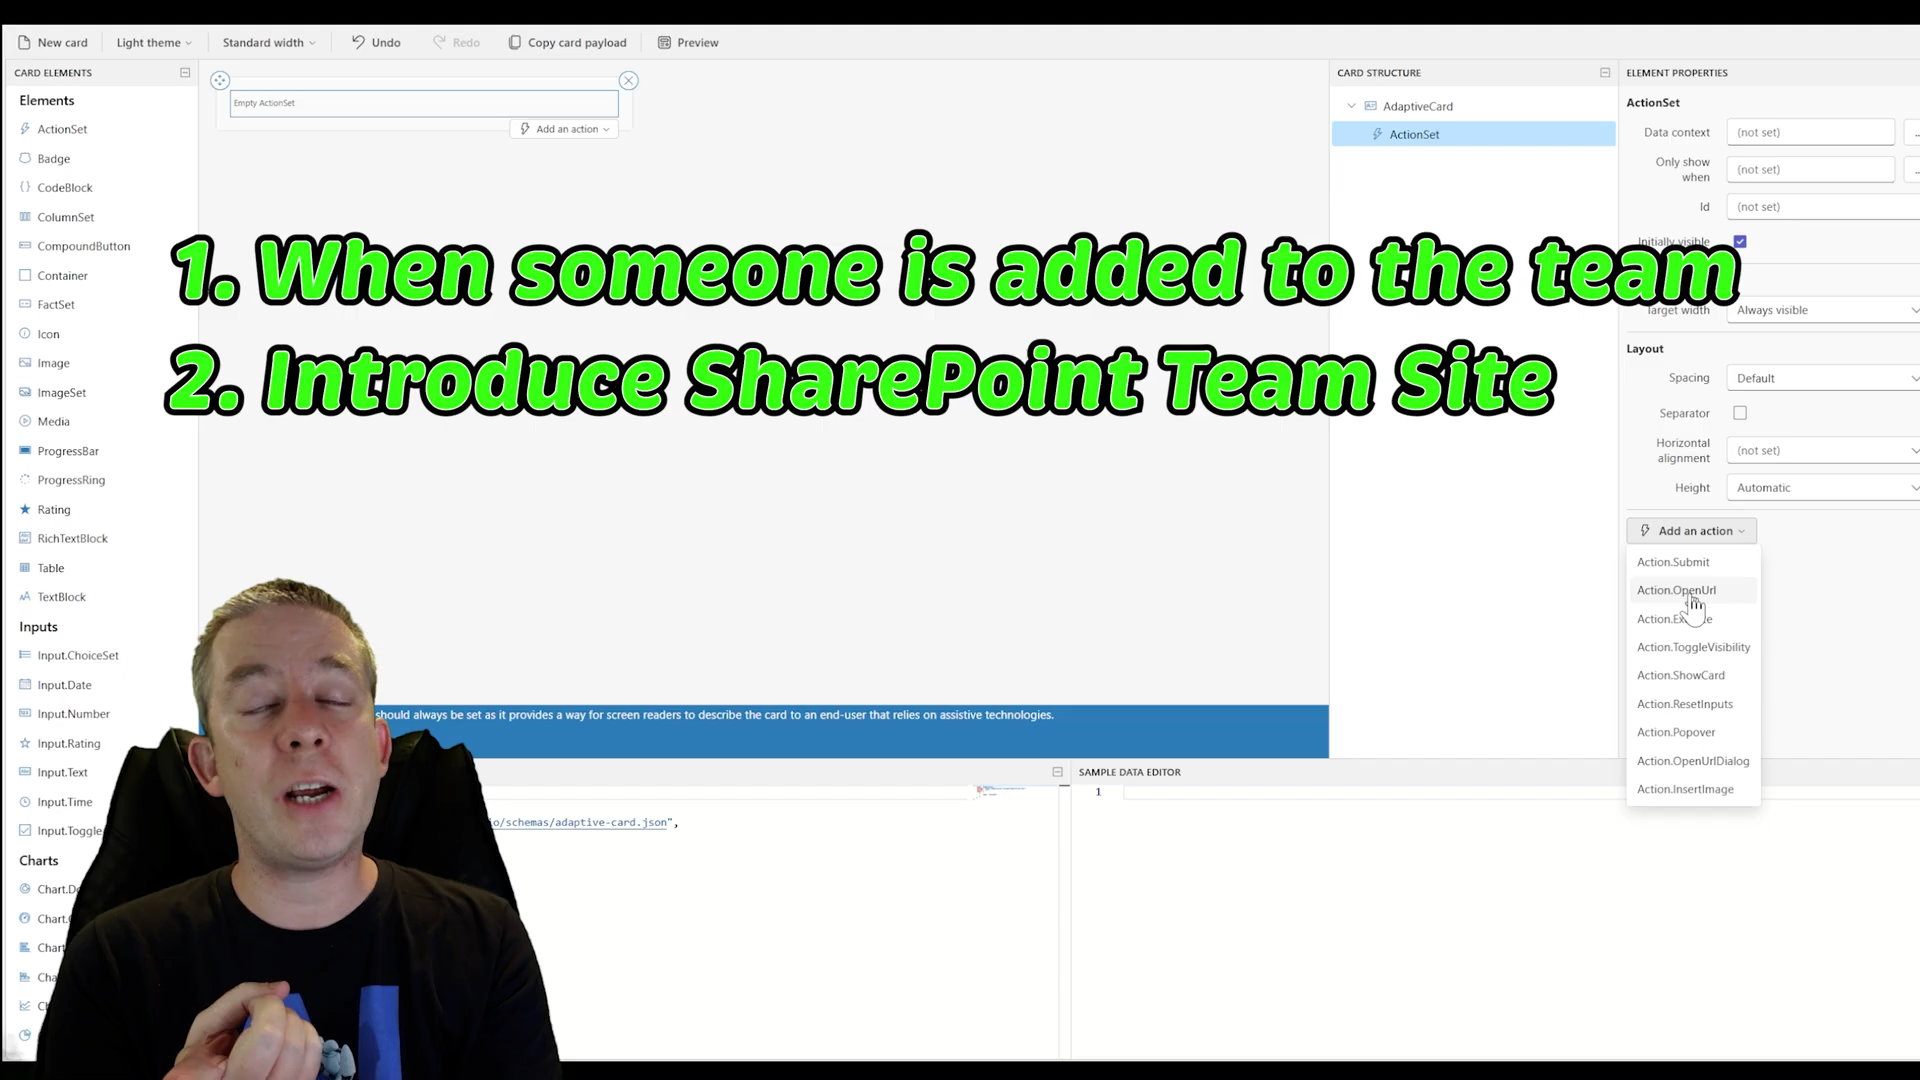 New card
Light theme
Standard width
Undo
Redo
Copy card payload
Preview
CARD ELEMENTS
Elements
ActionSet
Badge
CodeBlock
ColumnSet
CompoundButton
Container
FactSet
Icon
Image
ImageSet
Media
ProgressBar
ProgressRing
Rating
RichTextBlock
Table
TextBlock
Inputs
Input.ChoiceSet
Input.Date
Input.Number
Input.Rating
Input.Text
Input.Time
Input.Toggle
Charts
Empty ActionSet
Add an action
1. When someone is added to the team
2. Introduce SharePoint Team Site
should always be set as it provides a way for screen readers to describe the card to an end-user that relies on assistive technologies.
io/schemas/adaptive-card.json",
SAMPLE DATA EDITOR
1
CARD STRUCTURE
AdaptiveCard
ActionSet
ELEMENT PROPERTIES
ActionSet
Data context (not set) ...
Only show when (not set) ...
Id (not set)
Initially visible
Target width Always visible
Layout
Spacing Default
Separator
Horizontal alignment (not set)
Height Automatic
Add an action
Action.Submit
Action.OpenUrl
Action.ToggleVisibility
Action.ShowCard
Action.ResetInputs
Action.Popover
Action.OpenUrlDialog
Action.InsertImage